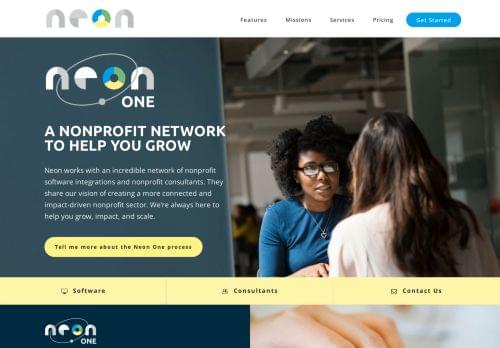 neon
Features Missions Services Pricing Get Started
neon
ONE
A NONPROFIT NETWORK
TO HELP YOU GROW
Neon works with an incredible network of nonprofit
software integrations and nonprofit consultants. They
share our vision of creating a more connected and
impact-driven nonprofit sector. We're always here to
help you grow, impact, and scale.
Tell me more about the Neon One process
Software Consultants Contact Us
neon
ONE